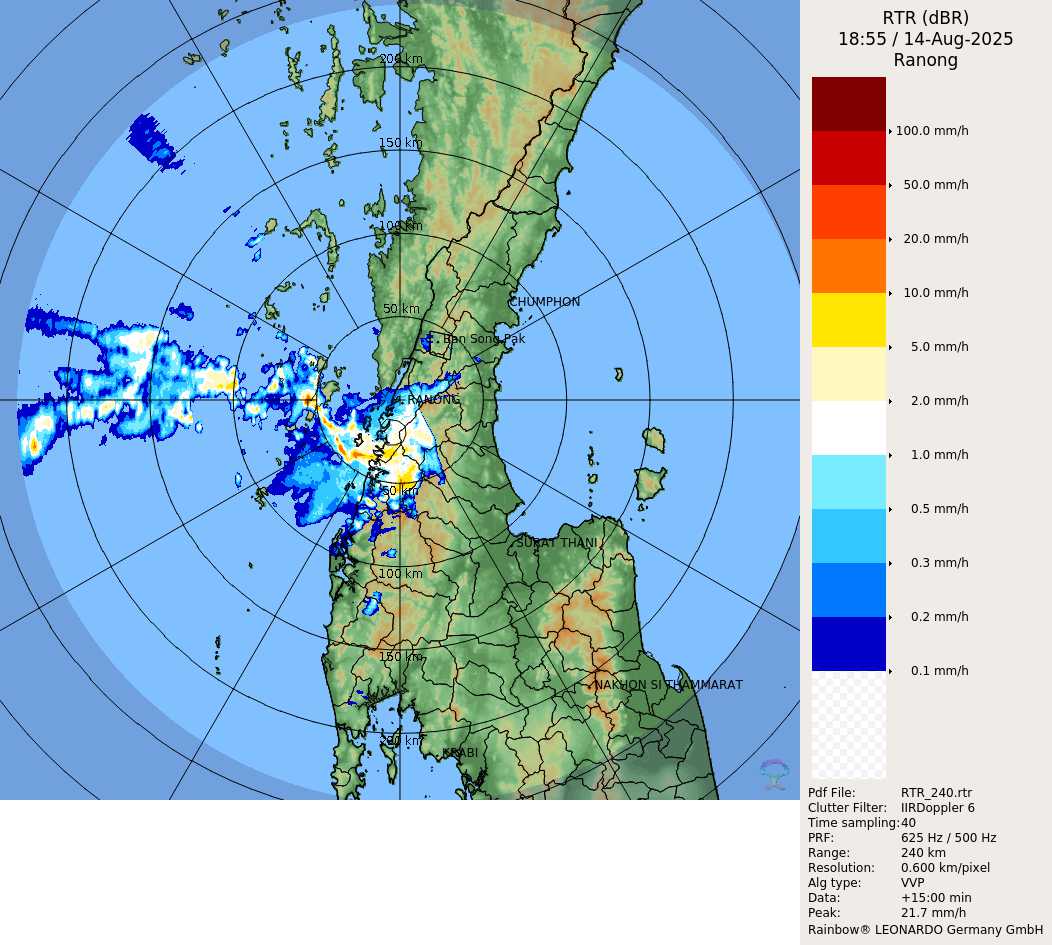 RTR (dBR)
18:55 / 14-Aug-2025
Ranong
200 km
150 km
100 km
50 km
CHUMPHON
Ban Song Pak
RANONG
50 km
SURAT THANI
100 km
150 km
NAKHON SI THAMMARAT
200 km
KRABI
100.0 mm/h
50.0 mm/h
20.0 mm/h
10.0 mm/h
5.0 mm/h
2.0 mm/h
1.0 mm/h
0.5 mm/h
0.3 mm/h
0.2 mm/h
0.1 mm/h
Pdf File: RTR_240.rtr
Clutter Filter: IIRDoppler 6
Time sampling:40
PRF: 625 Hz / 500 Hz
Range: 240 km
Resolution: 0.600 km/pixel
Alg type: VVP
Data: +15:00 min
Peak: 21.7 mm/h
Rainbow® LEONARDO Germany GmbH